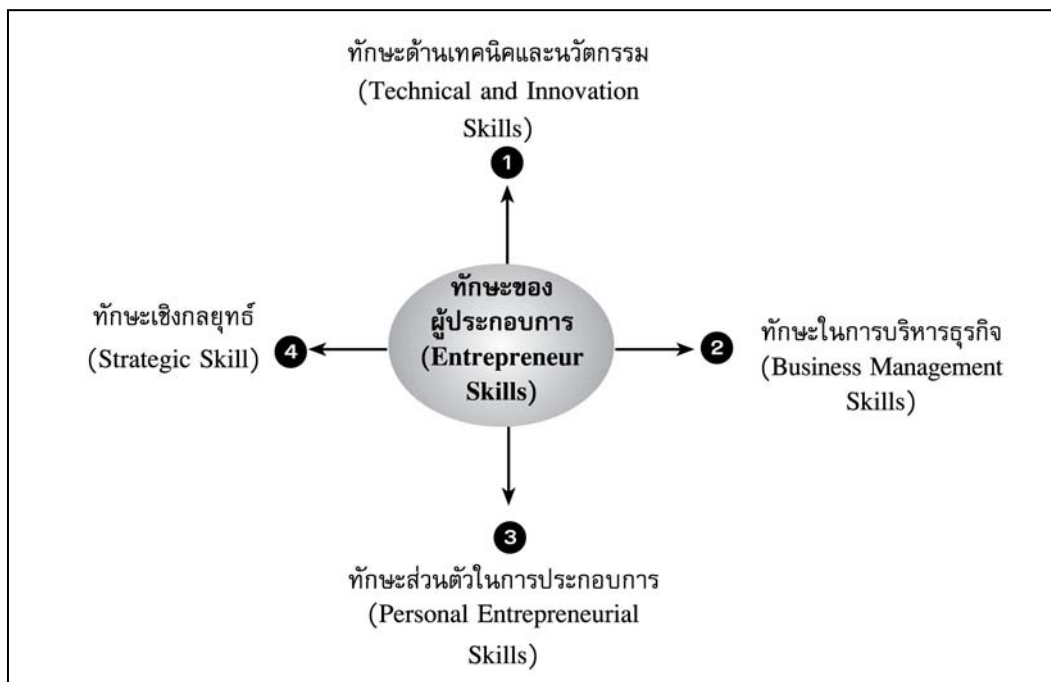 ทักษะด้านเทคนิคและนวัตกรรม
(Technical and Innovation
Skills)
1
ทักษะของ
ผู้ประกอบการ
(Entrepreneur
Skills)
ทักษะเชิงกลยุทธ์
(Strategic Skill)
4
2
ทักษะในการบริหารธุรกิจ
(Business Management
Skills)
3
ทักษะส่วนตัวในการประกอบการ
(Personal Entrepreneurial
Skills)